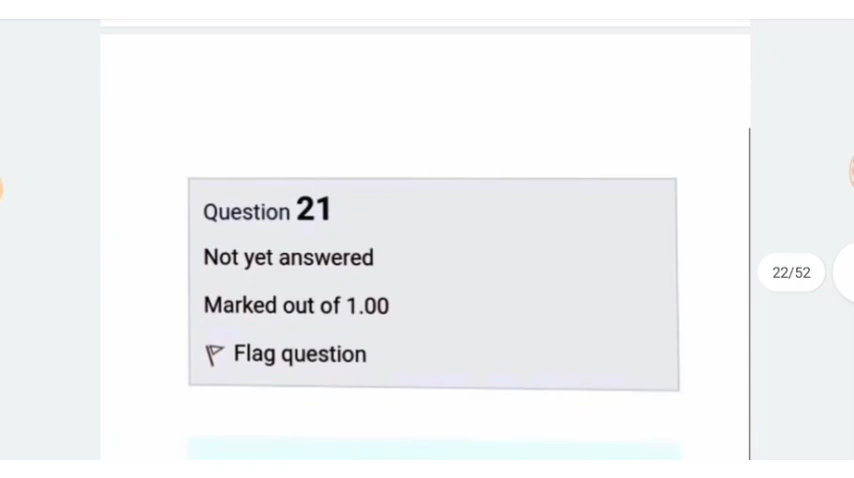 Question 21
Not yet answered
Marked out of 1.00
Flag question
22/52